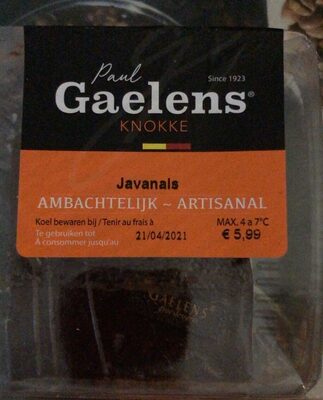 Paul
Since 1923
Gaelens®
KNOKKE
Javanais
AMBACHTELIJK ~ ARTISANAL
Koel bewaren bij / Tenir au frais à MAX. 4 a 7°C
Te gebruiken tot
À consommer jusqu'au 21/04/2021 € 5,99
GAELENS®